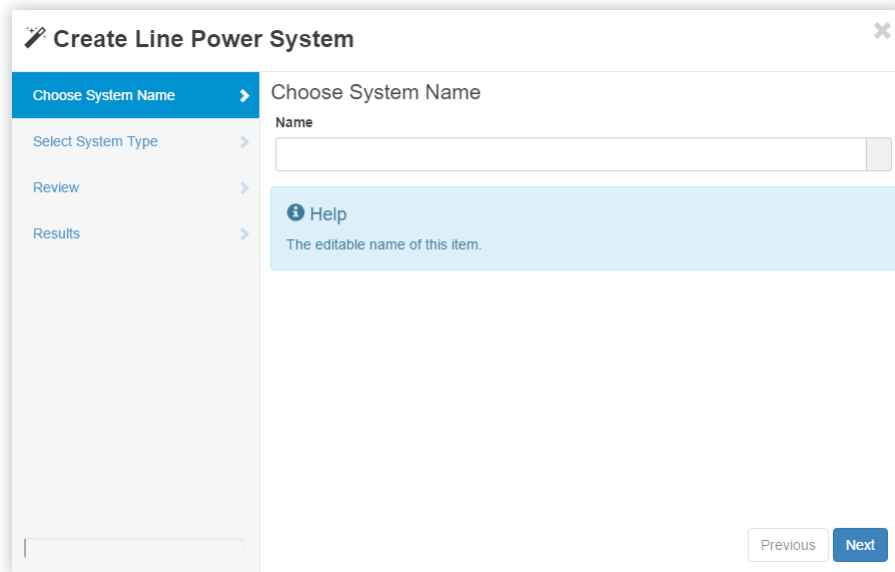 Create Line Power System
Choose System Name
Select System Type
Review
Results
Choose System Name
Name
Help
The editable name of this item.
Previous
Next